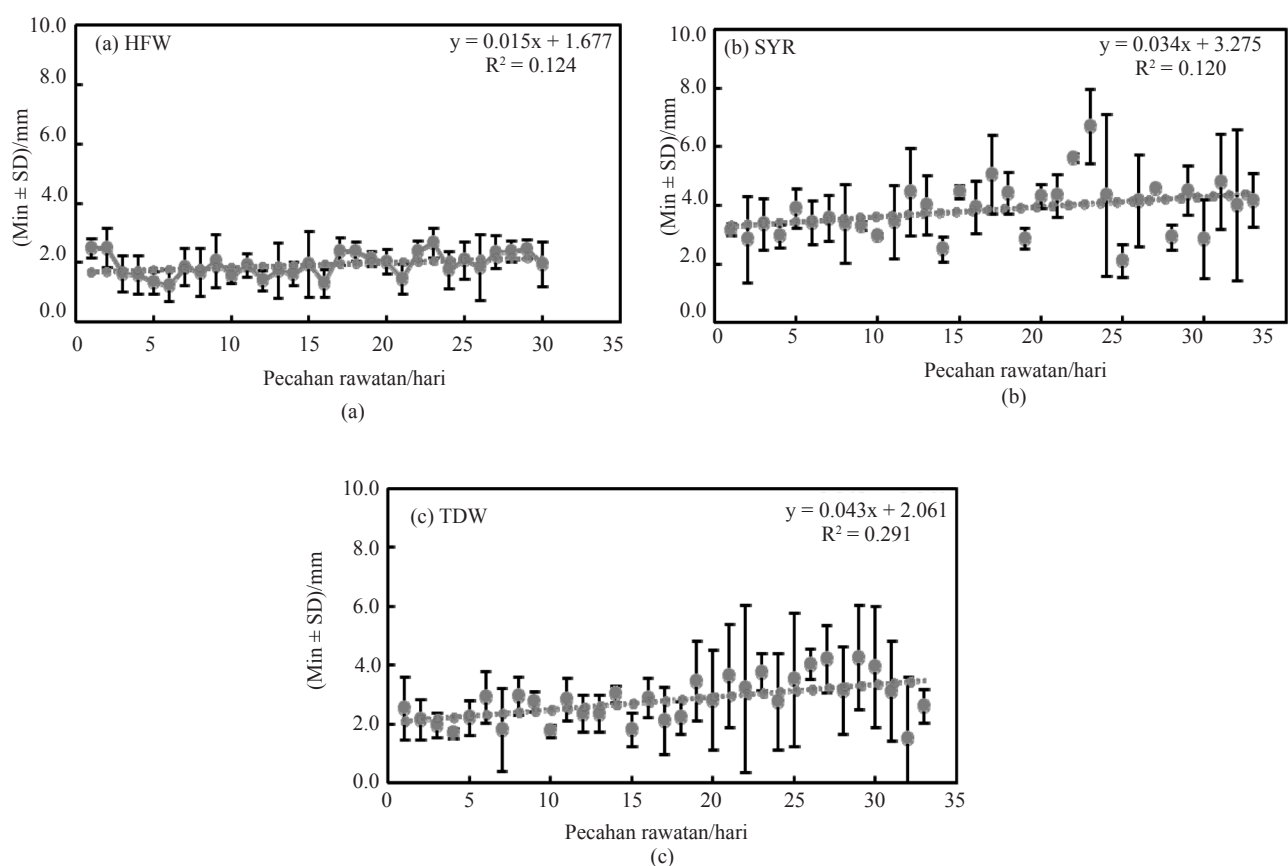 10.0
(a) HFW
y = 0.015x + 1.677
R² = 0.124
8.0
6.0
4.0
2.0
0.0
(Min ± SD)/mm
0 5 10 15 20 25 30 35
Pecahan rawatan/hari
(a)
10.0
(b) SYR
y = 0.034x + 3.275
R² = 0.120
8.0
6.0
4.0
2.0
0.0
(Min ± SD)/mm
0 5 10 15 20 25 30 35
Pecahan rawatan/hari
(b)
10.0
(c) TDW
y = 0.043x + 2.061
R² = 0.291
8.0
6.0
4.0
2.0
0.0
(Min ± SD)/mm
0 5 10 15 20 25 30 35
Pecahan rawatan/hari
(c)